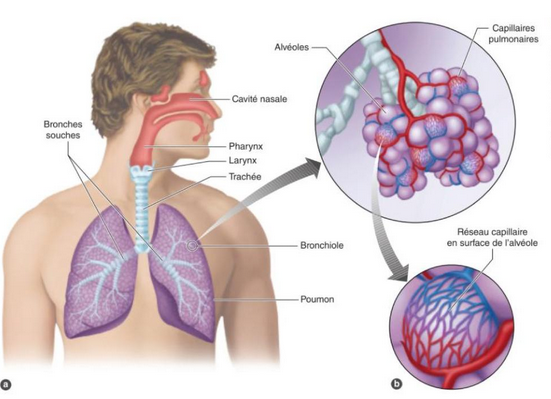 Capillaires
pulmonaires
Alvéoles
Cavité nasale
Bronches
souches
Pharynx
Larynx
Trachée
Réseau capillaire
en surface de l'alvéole
Bronchiole
Poumon
a
b